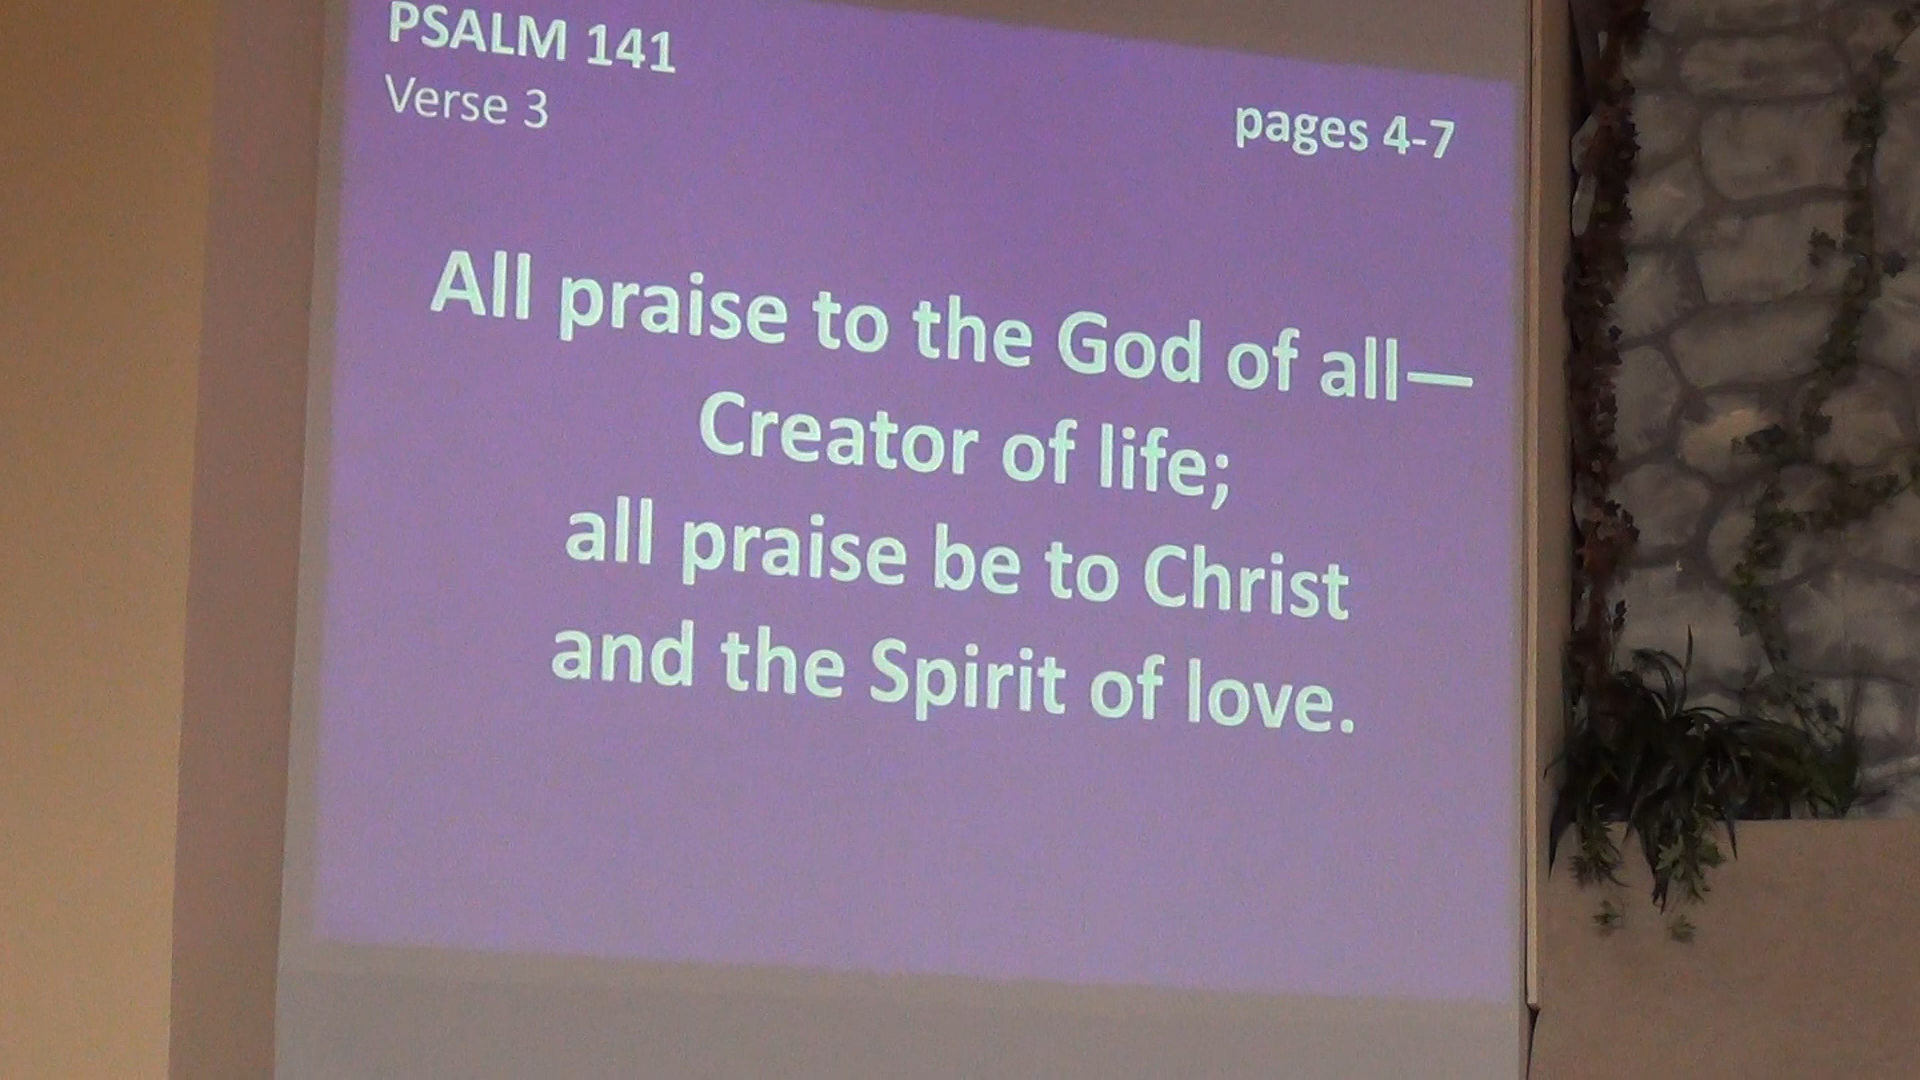 PSALM 141
Verse 3
pages 4-7
All praise to the God of all—
Creator of life;
all praise be to Christ
and the Spirit of love.